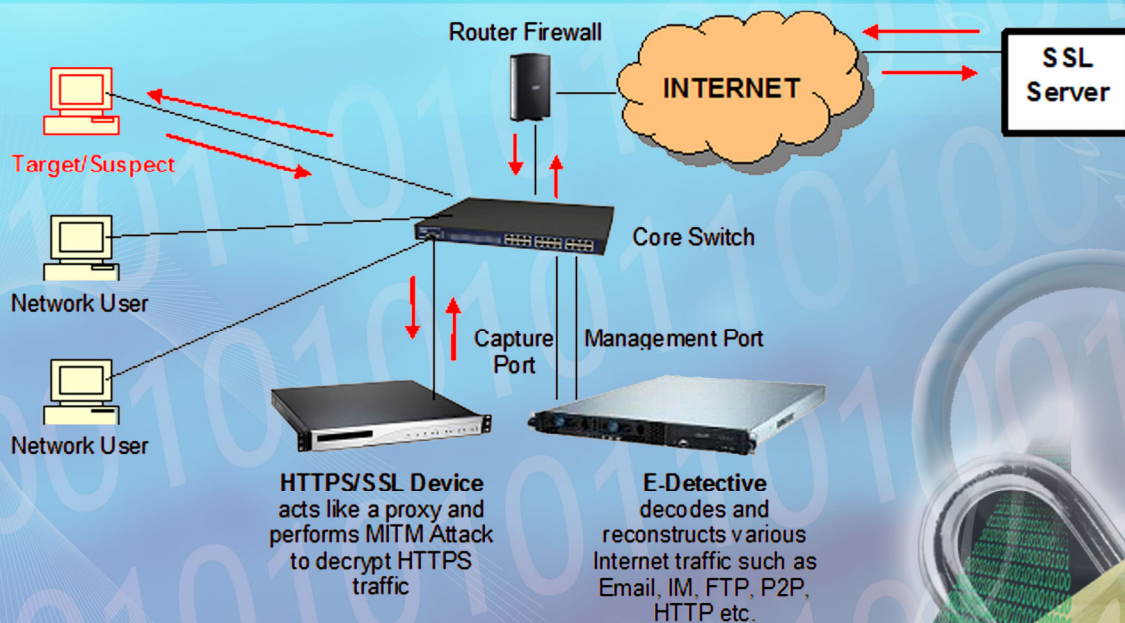 Router Firewall
INTERNET
SSL
Server
Target/Suspect
Core Switch
Network User
Capture
Port
Management Port
Network User
HTTPS/SSL Device
acts like a proxy and
performs MITM Attack
to decrypt HTTPS
traffic
E-Detective
decodes and
reconstructs various
Internet traffic such as
Email, IM, FTP, P2P,
HTTP etc.